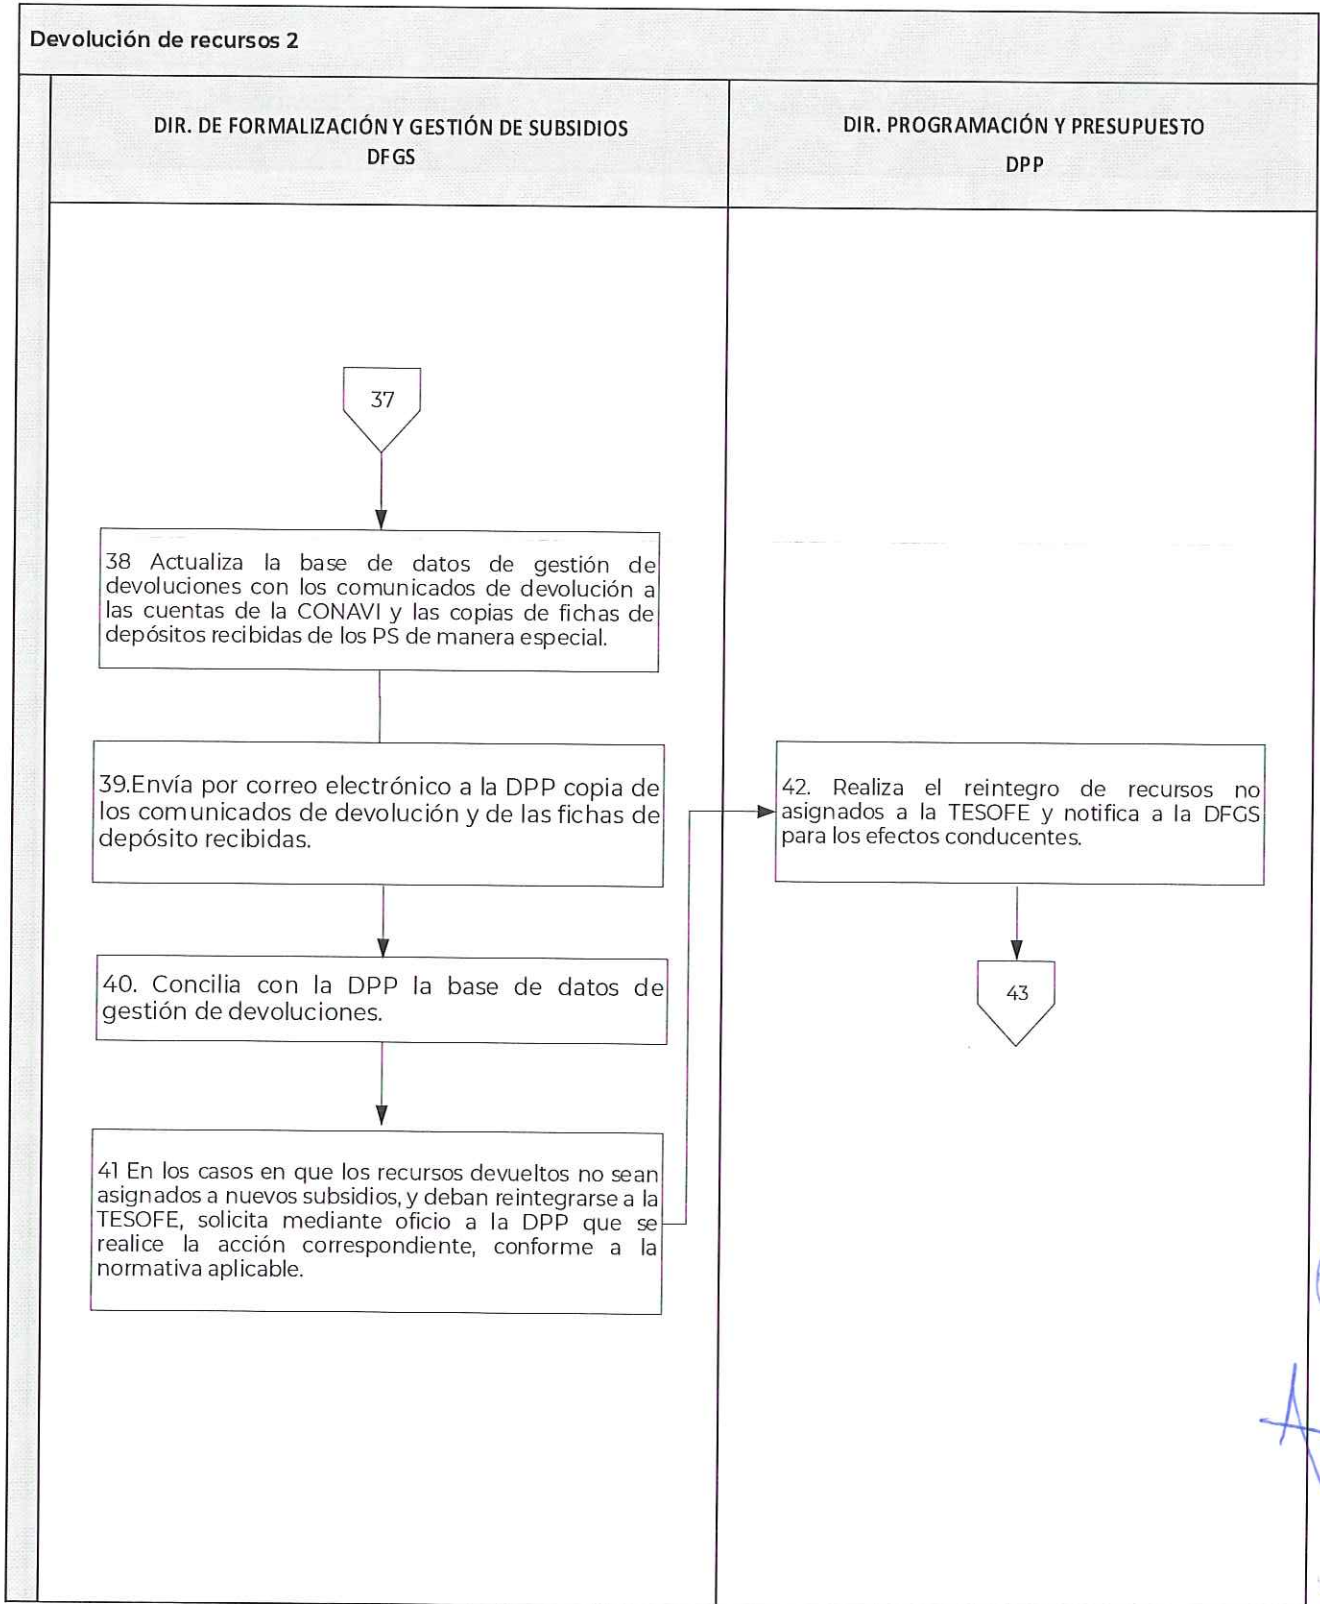 Devolución de recursos 2
DIR. DE FORMALIZACIÓN Y GESTIÓN DE SUBSIDIOS
DFGS
DIR. PROGRAMACIÓN Y PRESUPUESTO
DPP
37
38 Actualiza la base de datos de gestión de
devoluciones con los comunicados de devolución a
las cuentas de la CONAVI y las copias de fichas de
depósitos recibidas de los PS de manera especial.
39.Envía por correo electrónico a la DPP copia de
los comunicados de devolución y de las fichas de
depósito recibidas.
40. Concilia con la DPP la base de datos de
gestión de devoluciones.
41 En los casos en que los recursos devueltos no sean
asignados a nuevos subsidios, y deban reintegrarse a la
TESOFE, solicita mediante oficio a la DPP que se
realice la acción correspondiente, conforme a la
normativa aplicable.
42. Realiza el reintegro de recursos no
asignados a la TESOFE y notifica a la DFGS
para los efectos conducentes.
43